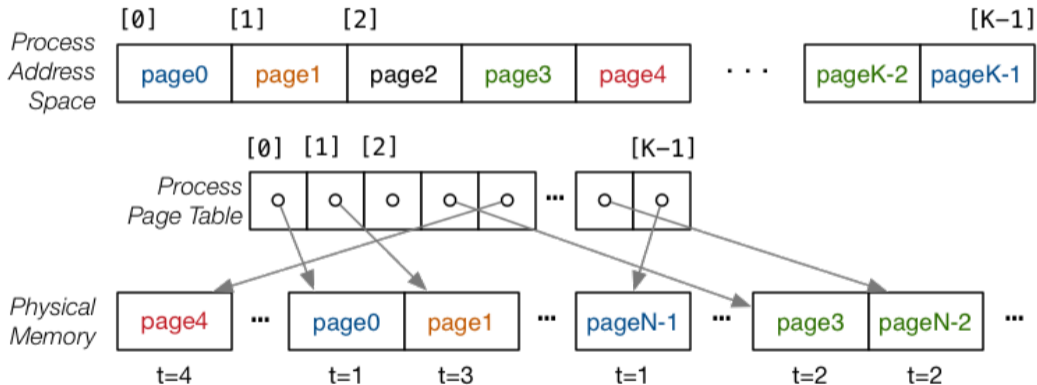 [0] [1] [2] [K-1]
Process
Address
Space
page0 page1 page2 page3 page4 . . . pageK-2 pageK-1
[0] [1] [2] [K-1]
Process
Page Table
...
Physical
Memory
page4 ... page0 page1 ... pageN-1 ... page3 pageN-2 ...
t=4 t=1 t=3 t=1 t=2 t=2